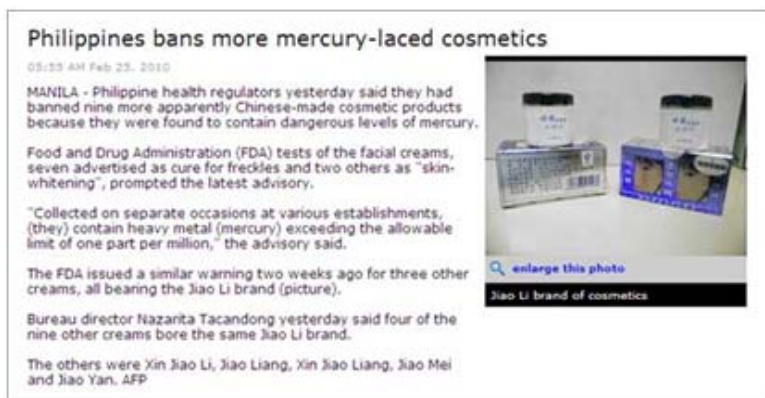 Philippines bans more mercury-laced cosmetics
05:55 AM Feb 25, 2010
MANILA - Philippine health regulators yesterday said they had
banned nine more apparently Chinese-made cosmetic products
because they were found to contain dangerous levels of mercury.
Food and Drug Administration (FDA) tests of the facial creams,
seven advertised as cure for freckles and two others as "skin-
whitening", prompted the latest advisory.
"Collected on separate occasions at various establishments,
(they) contain heavy metal (mercury) exceeding the allowable
limit of one part per million," the advisory said.
The FDA issued a similar warning two weeks ago for three other
creams, all bearing the Jiao Li brand (picture).
Bureau director Nazarita Tacandong yesterday said four of the
nine other creams bore the same Jiao Li brand.
The others were Xin Jiao Li, Jiao Liang, Xin Jiao Liang, Jiao Mei
and Jiao Yan. AFP
enlarge this photo
Jiao Li brand of cosmetics